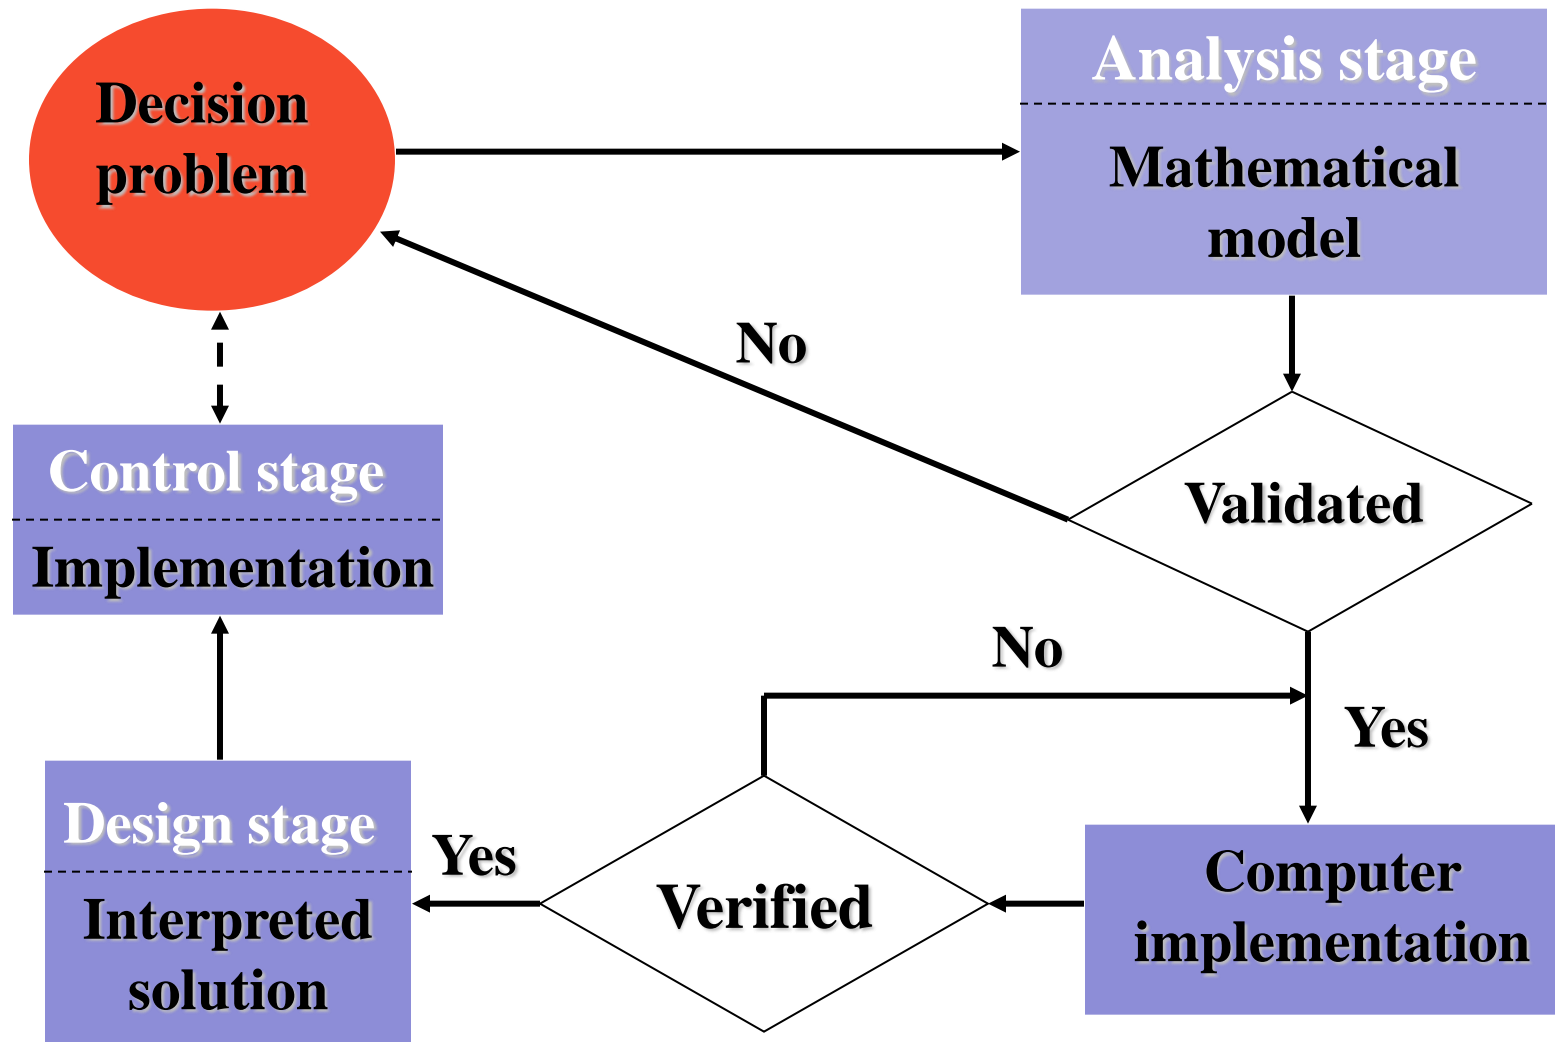 Decision
problem
Analysis stage
Mathematical
model
No
Control stage
Implementation
Validated
No
Yes
Design stage
Interpreted
solution
Yes
Verified
Computer
implementation